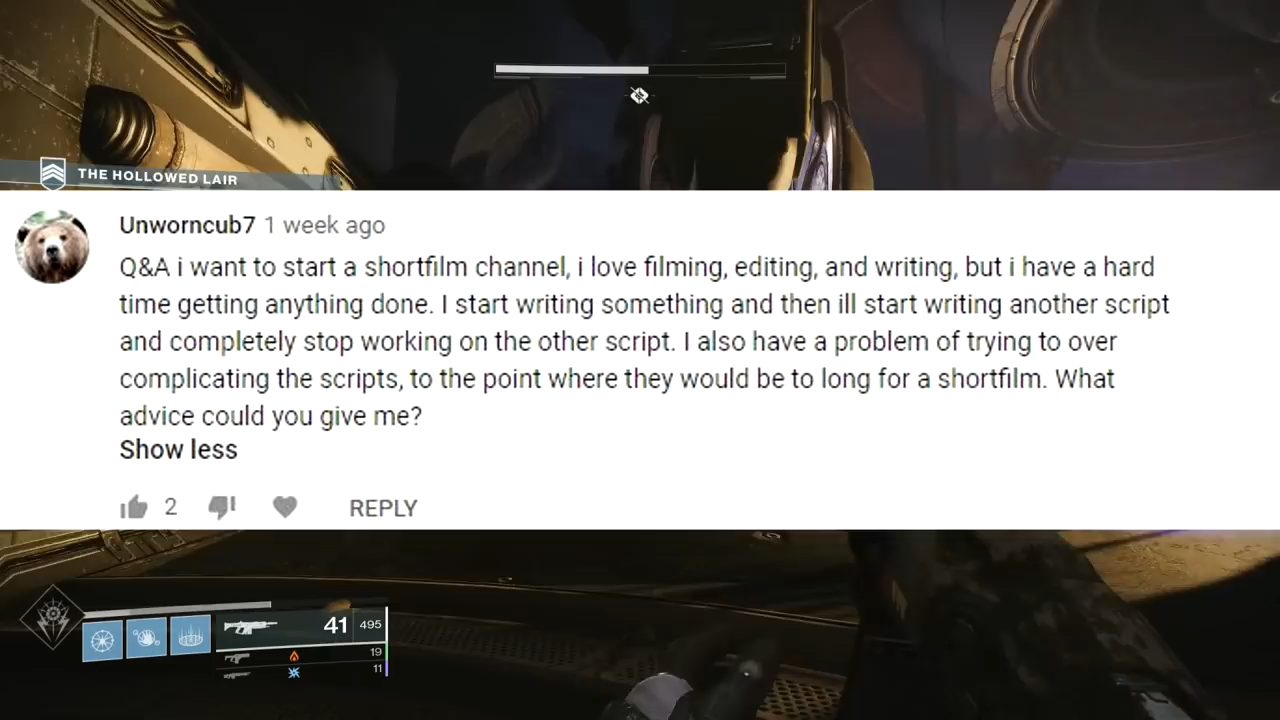 THE HOLLOWED LAIR
Unworncub7 1 week ago
Q&A i want to start a shortfilm channel, i love filming, editing, and writing, but i have a hard
time getting anything done. I start writing something and then ill start writing another script
and completely stop working on the other script. I also have a problem of trying to over
complicating the scripts, to the point where they would be to long for a shortfilm. What
advice could you give me?
Show less
2 REPLY
41 495
19
11